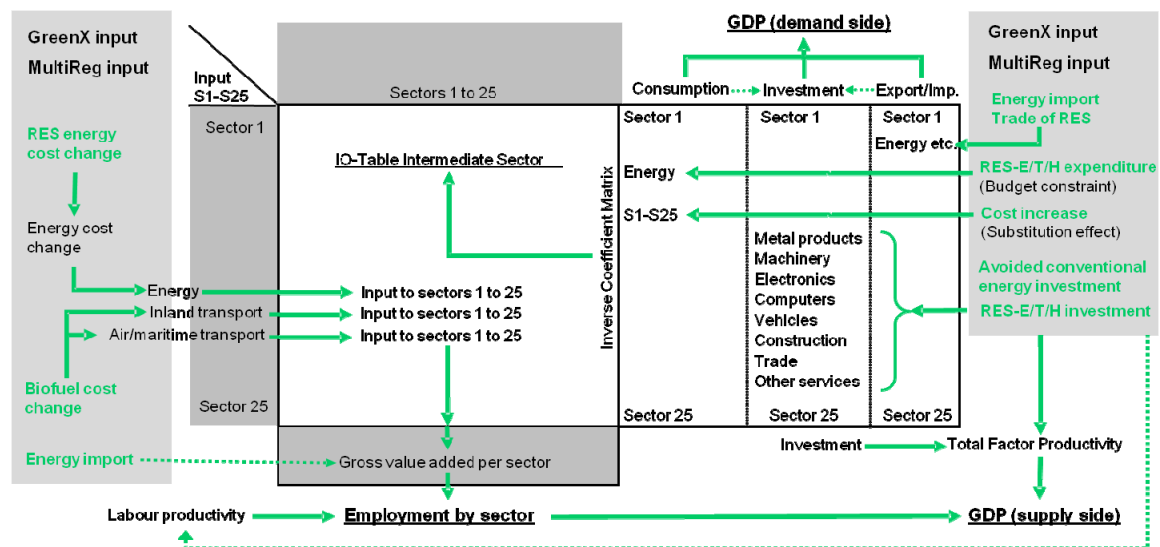 GreenX input
MultiReg input
RES energy
cost change
Energy cost
change
Biofuel cost
change
Energy import
Input
S1-S25
Sectors 1 to 25
Sector 1
IO-Table Intermediate Sector
Energy
Input to sectors 1 to 25
Inland transport
Input to sectors 1 to 25
Air/maritime transport
Input to sectors 1 to 25
Sector 25
Gross value added per sector
Inverse Coefficient Matrix
GDP (demand side)
Consumption
Investment
Export/Imp.
Sector 1
Sector 1
Sector 1
Energy etc.
Energy
S1-S25
Metal products
Machinery
Electronics
Computers
Vehicles
Construction
Trade
Other services
Sector 25
Sector 25
Sector 25
GreenX input
MultiReg input
Energy import
Trade of RES
RES-E/T/H expenditure
(Budget constraint)
Cost increase
(Substitution effect)
Avoided conventional
energy investment
RES-E/T/H investment
Investment
Total Factor Productivity
Labour productivity
Employment by sector
GDP (supply side)